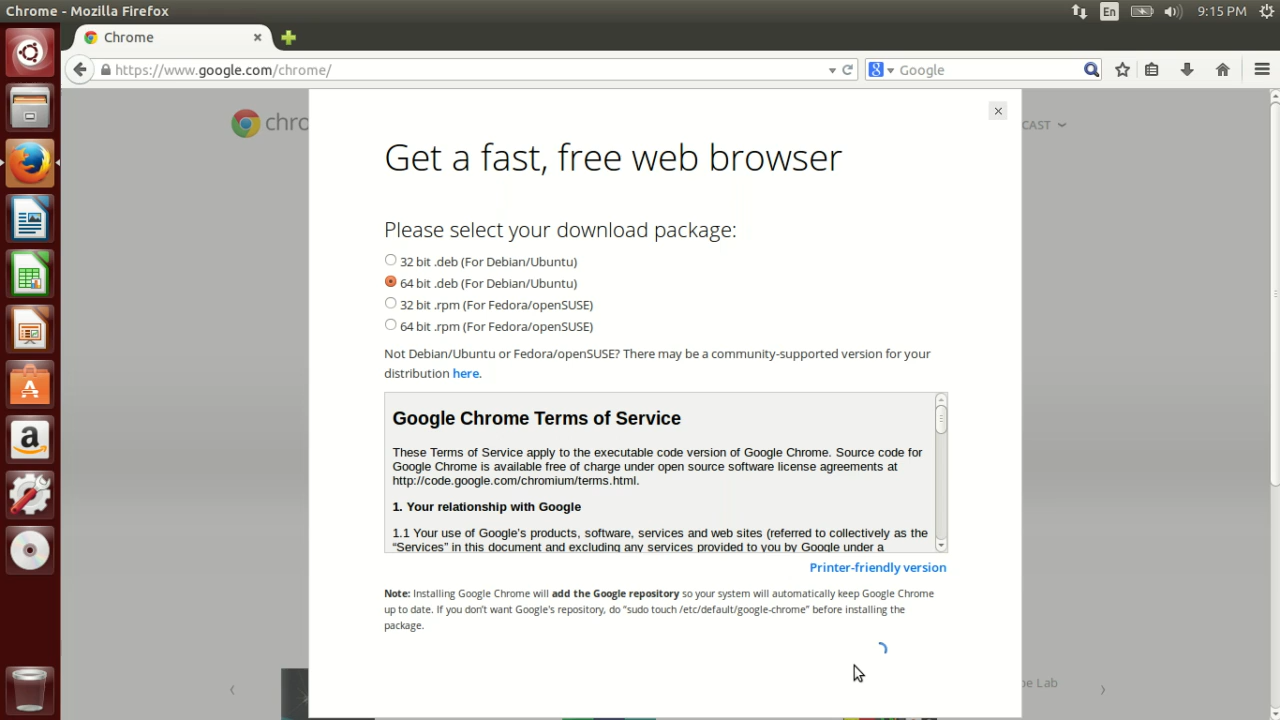 Chrome - Mozilla Firefox
En
9:15 PM
Chrome
https://www.google.com/chrome/
Google
chro
CAST
Get a fast, free web browser
Please select your download package:
32 bit .deb (For Debian/Ubuntu)
64 bit .deb (For Debian/Ubuntu)
32 bit .rpm (For Fedora/openSUSE)
64 bit .rpm (For Fedora/openSUSE)
Not Debian/Ubuntu or Fedora/openSUSE? There may be a community-supported version for your
distribution here.
Google Chrome Terms of Service
These Terms of Service apply to the executable code version of Google Chrome. Source code for
Google Chrome is available free of charge under open source software license agreements at
http://code.google.com/chromium/terms.html.
1. Your relationship with Google
1.1 Your use of Google's products, software, services and web sites (referred to collectively as the
“Services” in this document and excluding any services provided to you by Google under a
Printer-friendly version
Note: Installing Google Chrome will add the Google repository so your system will automatically keep Google Chrome
up to date. If you don't want Google's repository, do "sudo touch /etc/default/google-chrome" before installing the
package.
be Lab